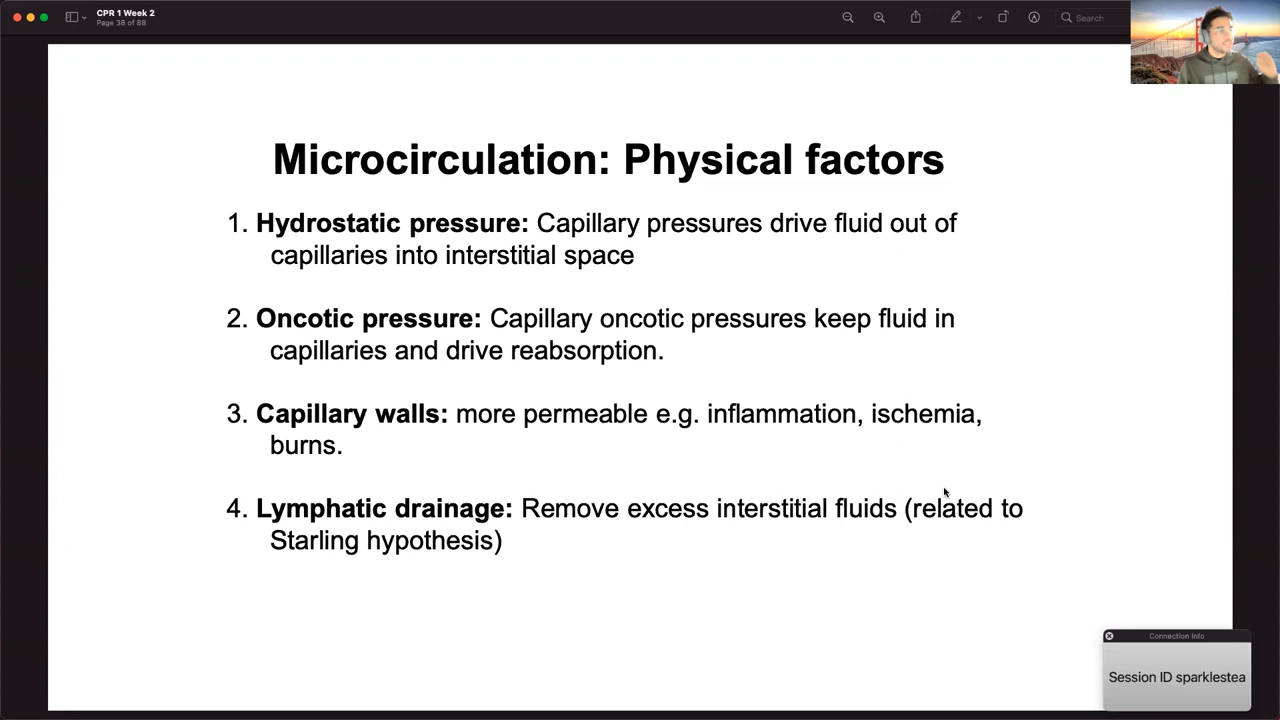 CPR 1 Week 2
Page 38 of 88
Search
Microcirculation: Physical factors
1. Hydrostatic pressure: Capillary pressures drive fluid out of
capillaries into interstitial space
2. Oncotic pressure: Capillary oncotic pressures keep fluid in
capillaries and drive reabsorption.
3. Capillary walls: more permeable e.g. inflammation, ischemia,
burns.
4. Lymphatic drainage: Remove excess interstitial fluids (related to
Starling hypothesis)
Connection Info
Session ID sparklestea